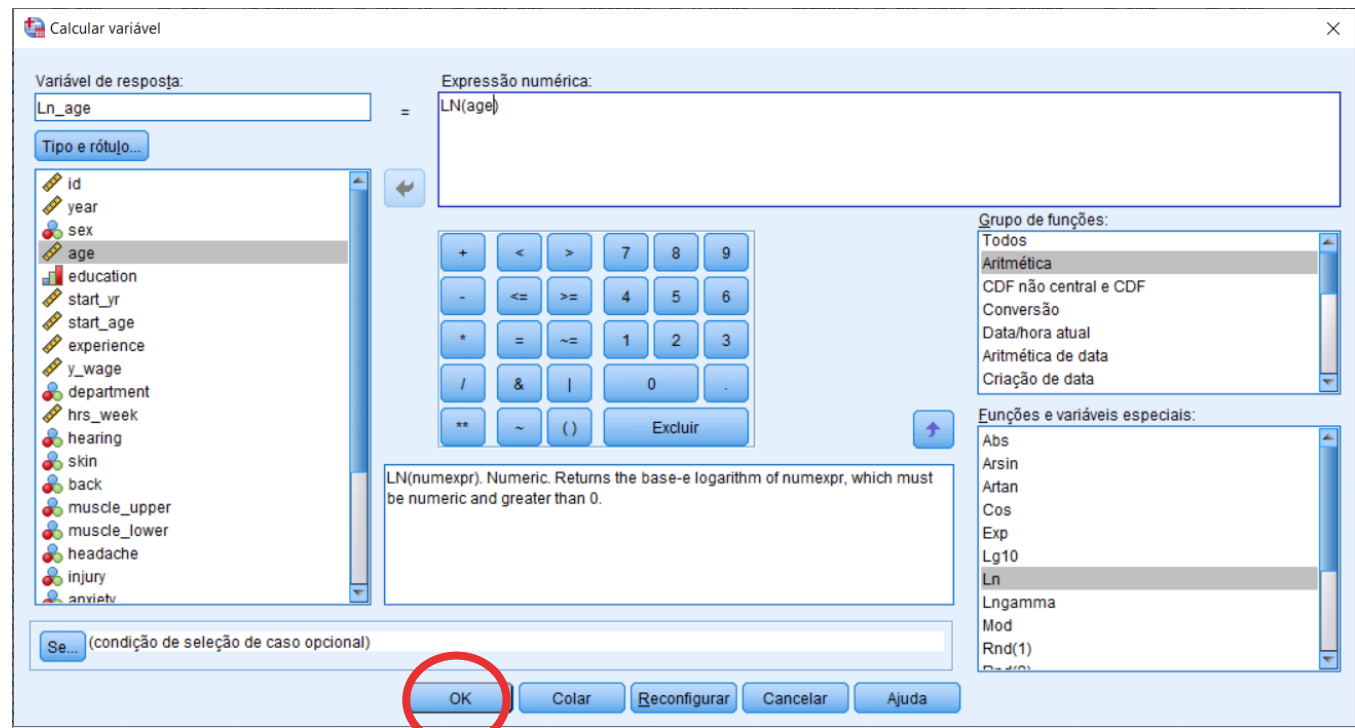 Calcular variável
Variável de resposta:
Expressão numérica:
Ln_age
=
LN(age)
Tipo e rótulo...
id
year
sex
age
education
start_yr
start_age
experience
y_wage
department
hrs_week
hearing
skin
back
muscle_upper
muscle_lower
headache
injury
anxiety
+ < > 7 8 9
- <= >= 4 5 6
* = ~= 1 2 3
/ & | 0 .
** ~ ( ) Excluir
LN(numexpr). Numeric. Returns the base-e logarithm of numexpr, which must
be numeric and greater than 0.
Grupo de funções:
Todos
Aritmética
CDF não central e CDF
Conversão
Data/hora atual
Aritmética de data
Criação de data
Funções e variáveis especiais:
Abs
Arsin
Artan
Cos
Exp
Lg10
Ln
Lngamma
Mod
Rnd(1)
Se... (condição de seleção de caso opcional)
OK Colar Reconfigurar Cancelar Ajuda